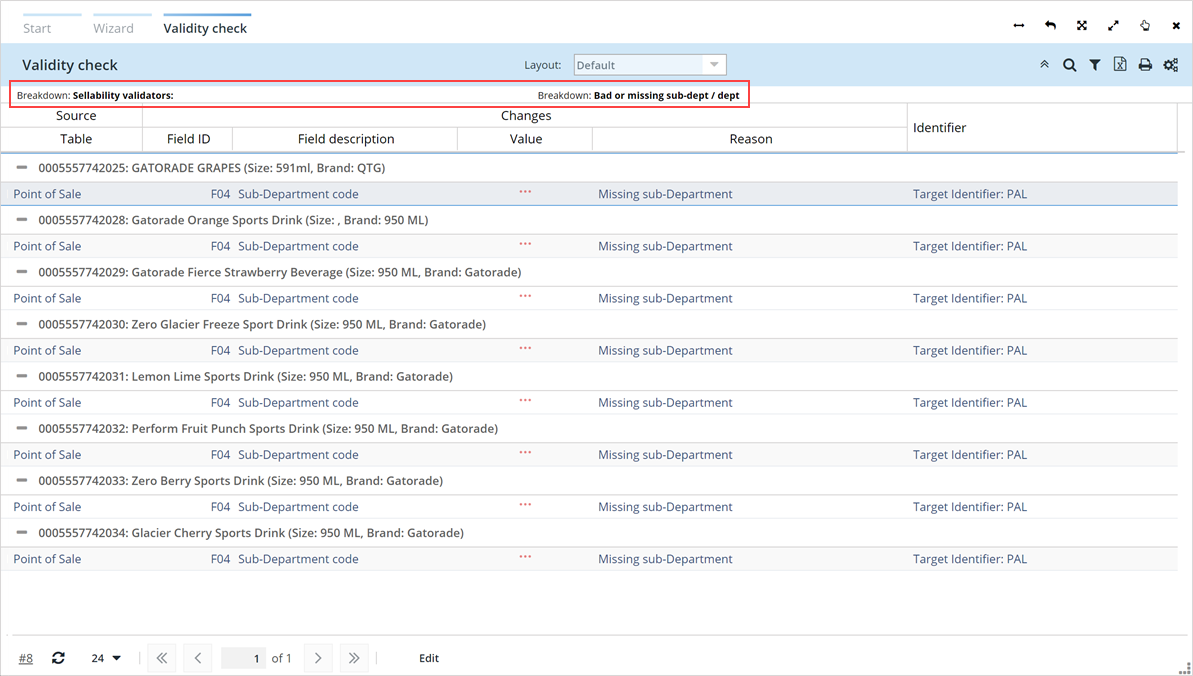 Start Wizard Validity check
Validity check Layout: Default
Breakdown: Sellability validators: Breakdown: Bad or missing sub-dept / dept
Source Changes Identifier
Table Field ID Field description Value Reason
0005557742025: GATORADE GRAPES (Size: 591ml, Brand: QTG)
Point of Sale F04 Sub-Department code ... Missing sub-Department Target Identifier: PAL
0005557742028: Gatorade Orange Sports Drink (Size: , Brand: 950 ML)
Point of Sale F04 Sub-Department code ... Missing sub-Department Target Identifier: PAL
0005557742029: Gatorade Fierce Strawberry Beverage (Size: 950 ML, Brand: Gatorade)
Point of Sale F04 Sub-Department code ... Missing sub-Department Target Identifier: PAL
0005557742030: Zero Glacier Freeze Sport Drink (Size: 950 ML, Brand: Gatorade)
Point of Sale F04 Sub-Department code ... Missing sub-Department Target Identifier: PAL
0005557742031: Lemon Lime Sports Drink (Size: 950 ML, Brand: Gatorade)
Point of Sale F04 Sub-Department code ... Missing sub-Department Target Identifier: PAL
0005557742032: Perform Fruit Punch Sports Drink (Size: 950 ML, Brand: Gatorade)
Point of Sale F04 Sub-Department code ... Missing sub-Department Target Identifier: PAL
0005557742033: Zero Berry Sports Drink (Size: 950 ML, Brand: Gatorade)
Point of Sale F04 Sub-Department code ... Missing sub-Department Target Identifier: PAL
0005557742034: Glacier Cherry Sports Drink (Size: 950 ML, Brand: Gatorade)
Point of Sale F04 Sub-Department code ... Missing sub-Department Target Identifier: PAL
#8 24 1 of 1 Edit